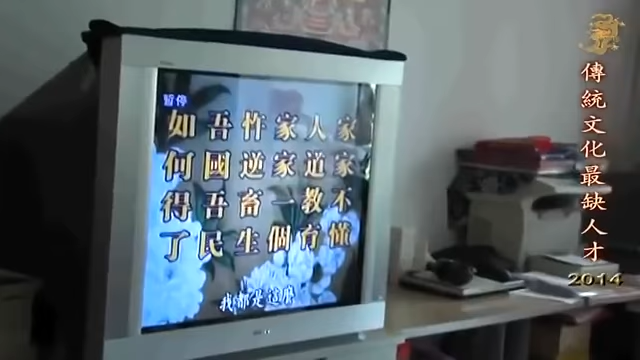 暫停
家家不懂
人道教育
家家一個
忤逆畜生
吾國吾民
如何得了
我都是這麼
傳統文化最缺人才
2014